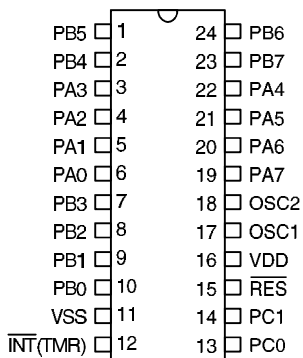 PB5 1 24 PB6
PB4 2 23 PB7
PA3 3 22 PA4
PA2 4 21 PA5
PA1 5 20 PA6
PA0 6 19 PA7
PB3 7 18 OSC2
PB2 8 17 OSC1
PB1 9 16 VDD
PB0 10 15 RES
VSS 11 14 PC1
INT(TMR) 12 13 PC0